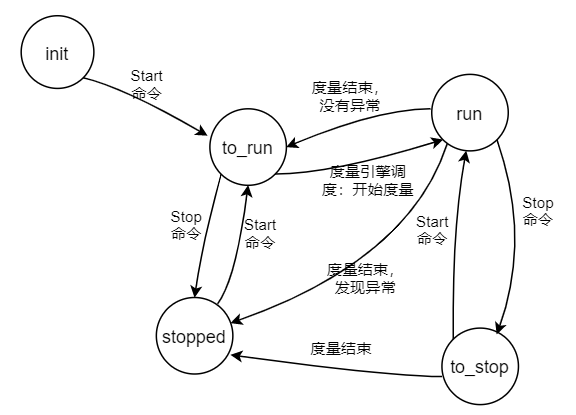 init
Start
命令
度量结束，
没有异常
run
to_run
度量引擎调
度：开始度量
Stop
命令
Start
命令
Start
命令
Stop
命令
度量结束，
发现异常
stopped
度量结束
to_stop